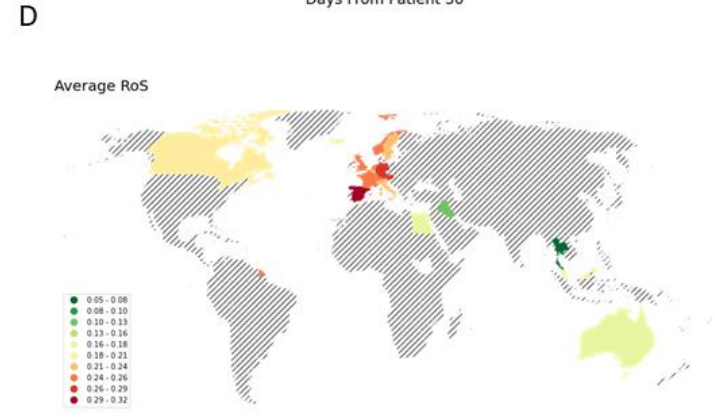 Days From Patient 30
D
Average RoS
0.05 - 0.08
0.08 - 0.10
0.10 - 0.13
0.13 - 0.16
0.16 - 0.18
0.18 - 0.21
0.21 - 0.24
0.24 - 0.26
0.26 - 0.29
0.29 - 0.32